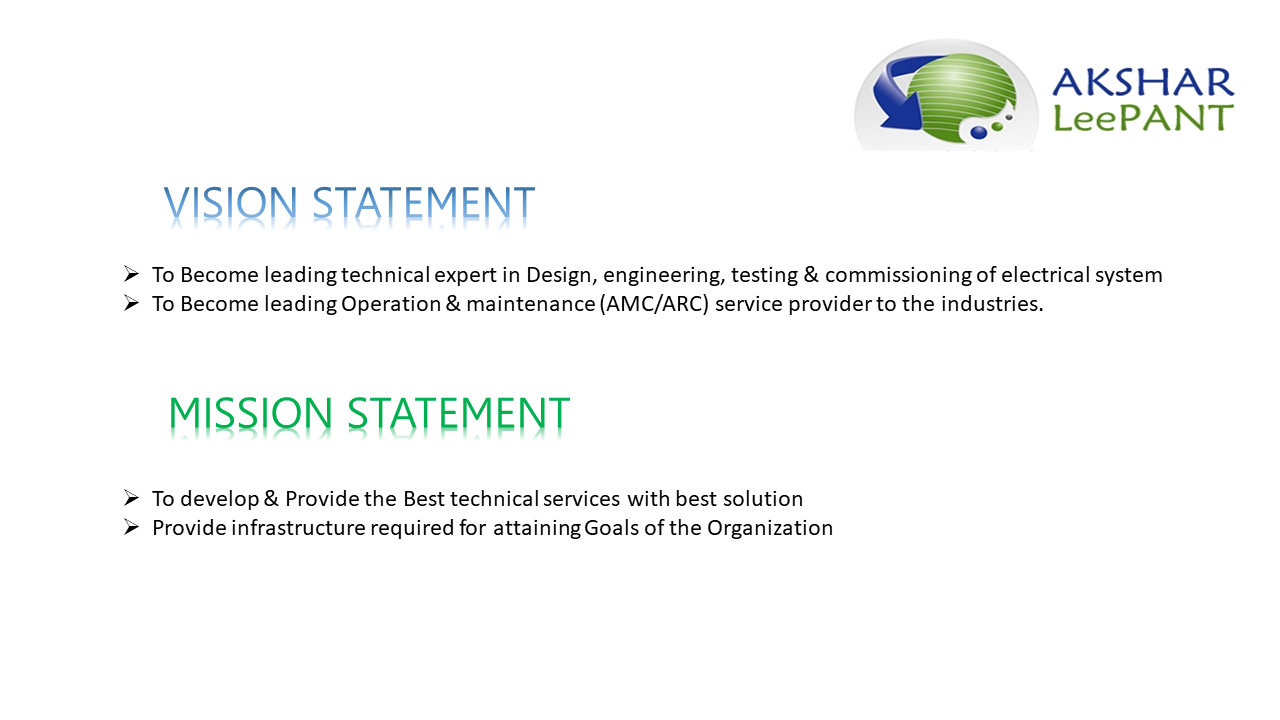 AKSHAR
LeePANT
VISION STATEMENT
➢ To Become leading technical expert in Design, engineering, testing & commissioning of electrical system
➢ To Become leading Operation & maintenance (AMC/ARC) service provider to the industries.
MISSION STATEMENT
➢ To develop & Provide the Best technical services with best solution
➢ Provide infrastructure required for attaining Goals of the Organization